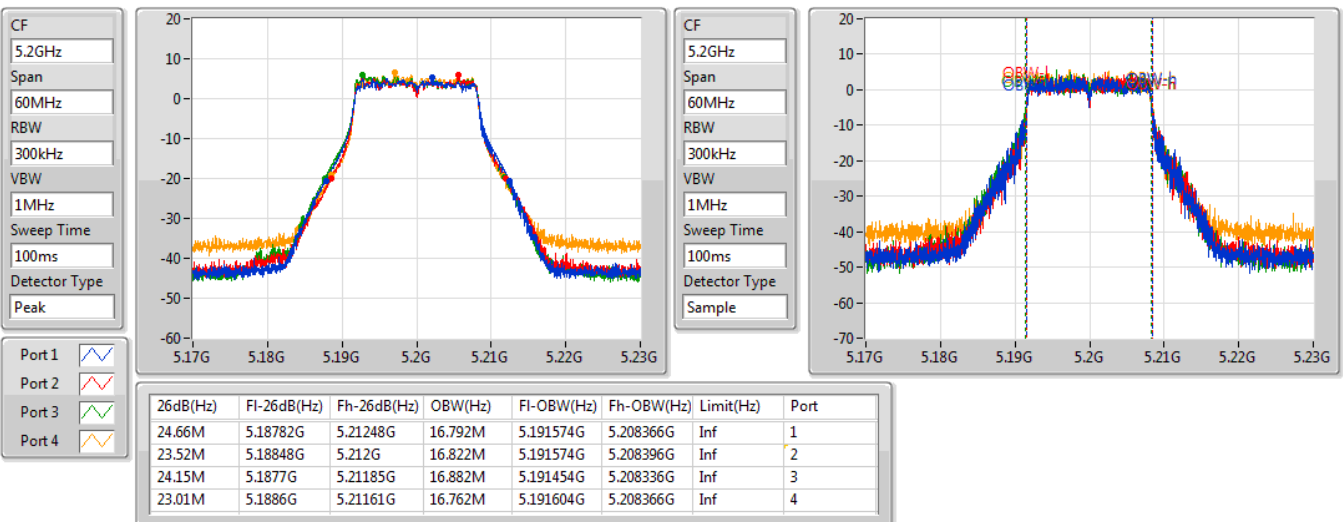 CF
5.2GHz
Span
60MHz
RBW
300kHz
VBW
1MHz
Sweep Time
100ms
Detector Type
Peak
20
10
0
-10
-20
-30
-40
-50
-60
5.17G 5.18G 5.19G 5.2G 5.21G 5.22G 5.23G
CF
5.2GHz
Span
60MHz
RBW
300kHz
VBW
1MHz
Sweep Time
100ms
Detector Type
Sample
20
10
0
-10
-20
-30
-40
-50
-60
-70
5.17G 5.18G 5.19G 5.2G 5.21G 5.22G 5.23G
Port 1
Port 2
Port 3
Port 4
26dB(Hz) Fl-26dB(Hz) Fh-26dB(Hz) OBW(Hz) Fl-OBW(Hz) Fh-OBW(Hz) Limit(Hz) Port
24.66M 5.18782G 5.21248G 16.792M 5.191574G 5.208366G Inf 1
23.52M 5.18848G 5.212G 16.822M 5.191574G 5.208396G Inf 2
24.15M 5.1877G 5.21185G 16.882M 5.191454G 5.208336G Inf 3
23.01M 5.1886G 5.21161G 16.762M 5.191604G 5.208366G Inf 4